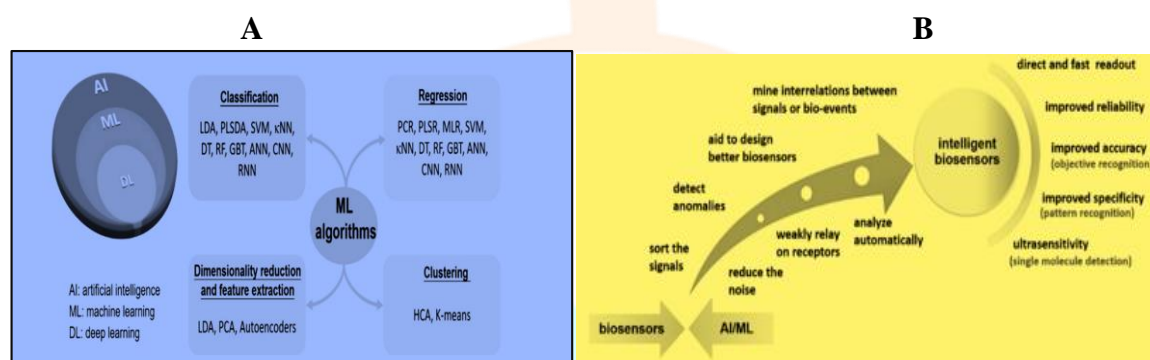 A
B
AI
ML
DL
AI: artificial intelligence
ML: machine learning
DL: deep learning
Classification
LDA, PLSDA, SVM, κNN,
DT, RF, GBT, ANN, CNN,
RNN
Regression
PCR, PLSR, MLR, SVM,
κNN, DT, RF, GBT, ANN,
CNN, RNN
ML
algorithms
Dimensionality reduction
and feature extraction
LDA, PCA, Autoencoders
Clustering
HCA, K-means
direct and fast readout
mine interrelations between
signals or bio-events
improved reliability
aid to design
better biosensors
intelligent
biosensors
improved accuracy
(objective recognition)
detect
anomalies
improved specificity
(pattern recognition)
weakly relay
on receptors
analyze
automatically
sort the
signals
ultrasensitivity
(single molecule detection)
reduce the
noise
biosensors
AI/ML